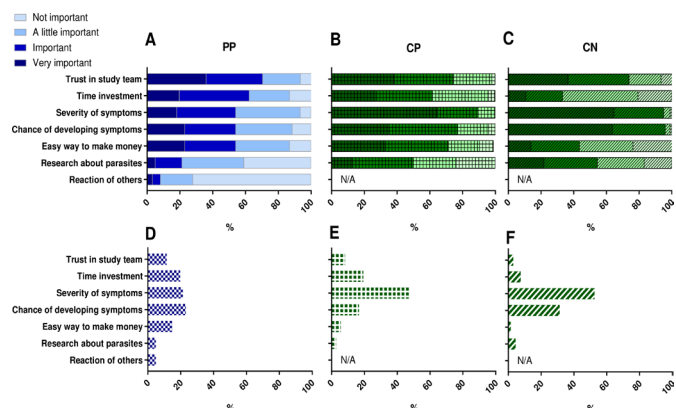 Not important
A little important
Important
Very important
A PP
B CP
C CN
Trust in study team
Time investment
Severity of symptoms
Chance of developing symptoms
Easy way to make money
Research about parasites
Reaction of others
N/A
N/A
0 20 40 60 80 100
0 20 40 60 80 100
0 20 40 60 80 100
%
%
%
D
E
F
Trust in study team
Time investment
Severity of symptoms
Chance of developing symptoms
Easy way to make money
Research about parasites
Reaction of others
N/A
N/A
0 20 40 60 80 100
0 20 40 60 80 100
0 20 40 60 80 100
%
%
%